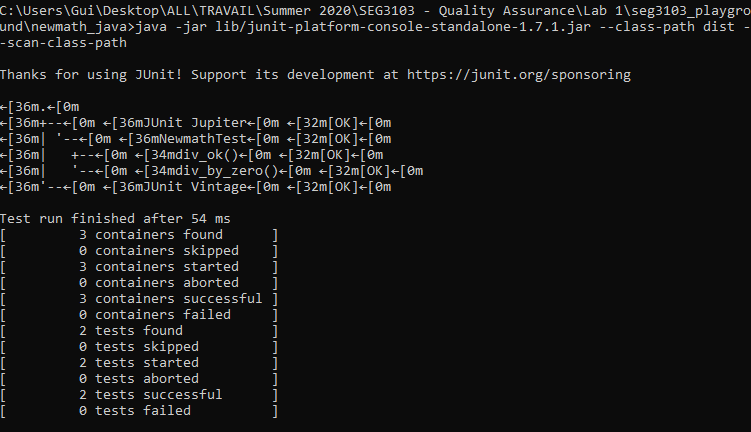 C:\Users\Gui\Desktop\ALL\TRAVAIL\Summer 2020\SEG3103 - Quality Assurance\Lab 1\seg3103_playgro
und\newmath_java>java -jar lib/junit-platform-console-standalone-1.7.1.jar --class-path dist -
-scan-class-path

Thanks for using JUnit! Support its development at https://junit.org/sponsoring

←[36m.←[0m
←[36m+--←[0m ←[36mJUnit Jupiter←[0m ←[32m[OK]←[0m
←[36m| '--←[0m ←[36mNewmathTest←[0m ←[32m[OK]←[0m
←[36m|   +--←[0m ←[34mdiv_ok()←[0m ←[32m[OK]←[0m
←[36m|   '--←[0m ←[34mdiv_by_zero()←[0m ←[32m[OK]←[0m
←[36m'--←[0m ←[36mJUnit Vintage←[0m ←[32m[OK]←[0m

Test run finished after 54 ms
[         3 containers found      ]
[         0 containers skipped    ]
[         3 containers started    ]
[         0 containers aborted    ]
[         3 containers successful ]
[         0 containers failed     ]
[         2 tests found           ]
[         0 tests skipped         ]
[         2 tests started         ]
[         0 tests aborted         ]
[         2 tests successful      ]
[         0 tests failed          ]